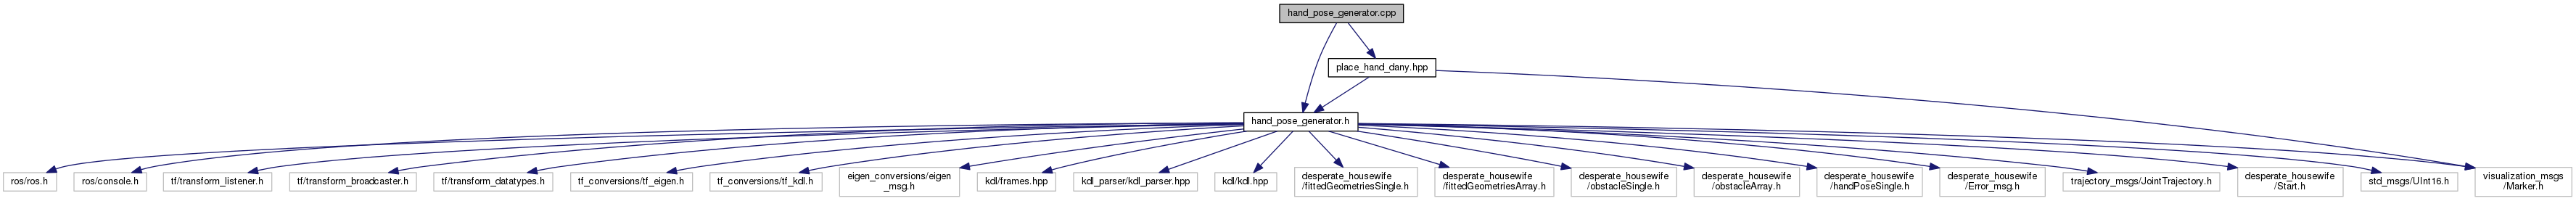 hand_pose_generator.cpp
place_hand_dany.hpp
hand_pose_generator.h
ros/ros.h
ros/console.h
tf/transform_listener.h
tf/transform_broadcaster.h
tf/transform_datatypes.h
tf_conversions/tf_eigen.h
tf_conversions/tf_kdl.h
eigen_conversions/eigen
_msg.h
kdl/frames.hpp
kdl_parser/kdl_parser.hpp
kdl/kdl.hpp
desperate_housewife
/fittedGeometriesSingle.h
desperate_housewife
/fittedGeometriesArray.h
desperate_housewife
/obstacleSingle.h
desperate_housewife
/obstacleArray.h
desperate_housewife
/handPoseSingle.h
desperate_housewife
/Error_msg.h
trajectory_msgs/JointTrajectory.h
desperate_housewife
/Start.h
std_msgs/UInt16.h
visualization_msgs
/Marker.h